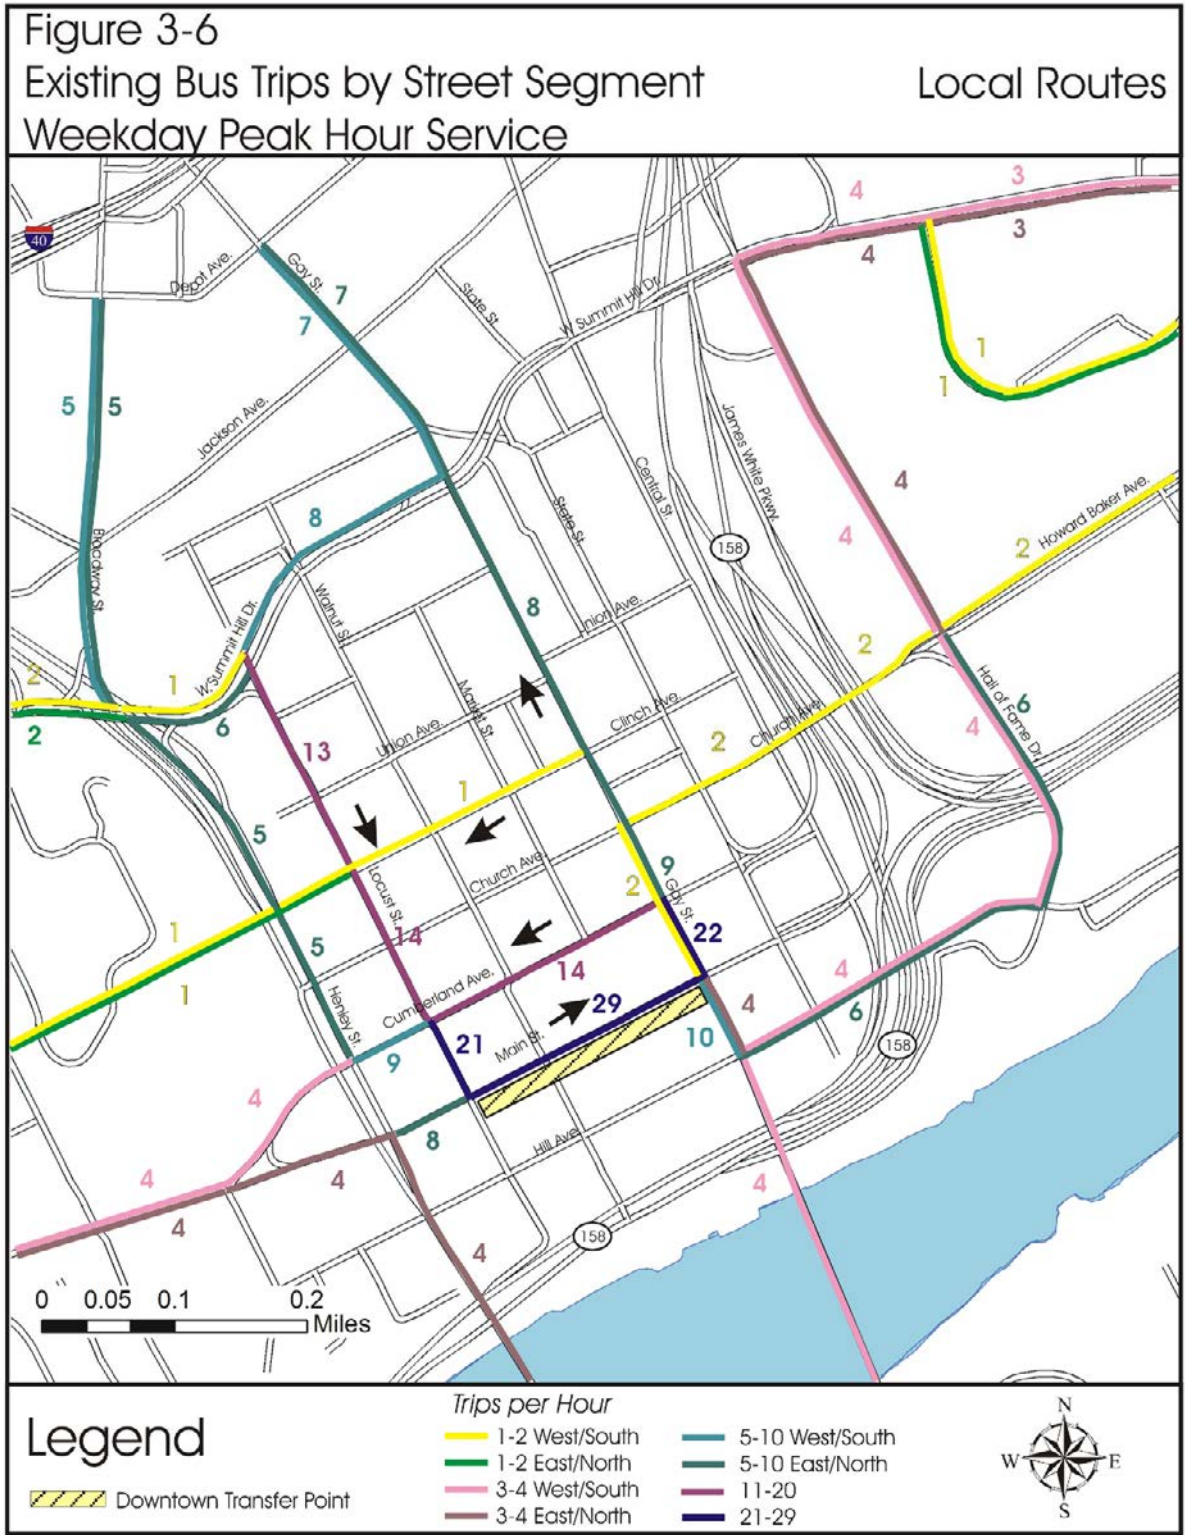 Figure 3-6
Existing Bus Trips by Street Segment
Local Routes
Weekday Peak Hour Service
3
4
40
3
4
Depot Ave.
Gay St.
7
7
State St.
W Summit Hill Dr.
1
1
5
5
Jackson Ave.
James White Pkwy.
Central St.
4
8
State St.
4
158
2
Howard Baker Ave.
Broadway St.
Walnut St.
8
Union Ave.
W Summit Hill Dr.
2
1
2
6
2
Market St.
Clinch Ave.
Church Ave.
2
Hall of Fame Dr.
6
4
13
Union Ave.
1
5
Church Ave.
Locust St.
9
Gay St.
2
1
5
14
22
1
14
4
Cumberland Ave.
Henley St.
29
4
6
Main St.
10
21
9
158
4
8
Hill Ave.
4
4
4
4
4
158
0
0.05
0.1
0.2
Miles
Legend
Downtown Transfer Point
Trips per Hour
1-2 West/South
1-2 East/North
3-4 West/South
3-4 East/North
5-10 West/South
5-10 East/North
11-20
21-29
N
W
E
S